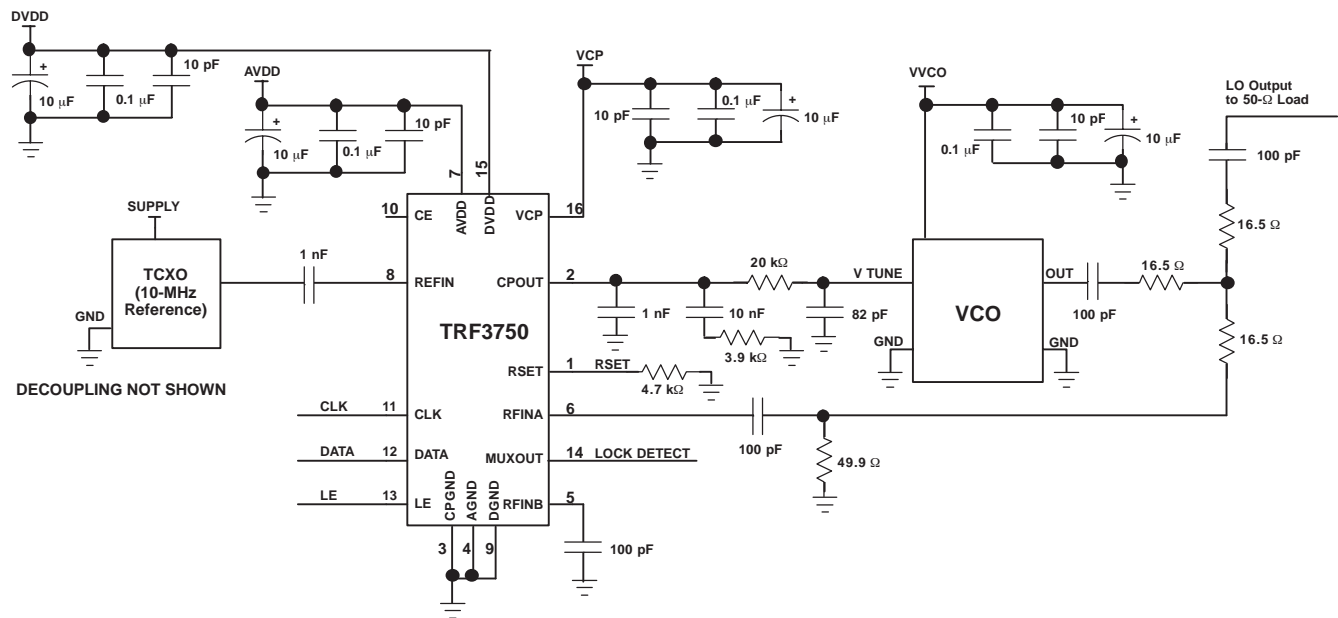 DVDD
+
10 μF
0.1 μF
10 pF
AVDD
+
10 μF
0.1 μF
10 pF
VCP
10 pF
0.1 μF
+
10 μF
VVCO
0.1 μF
10 pF
+
10 μF
LO Output
to 50-Ω Load
100 pF
16.5 Ω
7
15
10
CE
AVDD
DVDD
VCP
16
SUPPLY
TCXO
(10-MHz
Reference)
GND
1 nF
8
REFIN
CPOUT
2
20 kΩ
V TUNE
OUT
16.5 Ω
100 pF
1 nF
10 nF
82 pF
3.9 kΩ
VCO
GND
GND
16.5 Ω
TRF3750
DECOUPLING NOT SHOWN
RSET
1
RSET
4.7 kΩ
CLK
11
CLK
RFINA
6
100 pF
49.9 Ω
DATA
12
DATA
MUXOUT
14
LOCK DETECT
LE
13
LE
CPGND
AGND
DGND
RFINB
5
100 pF
3
4
9